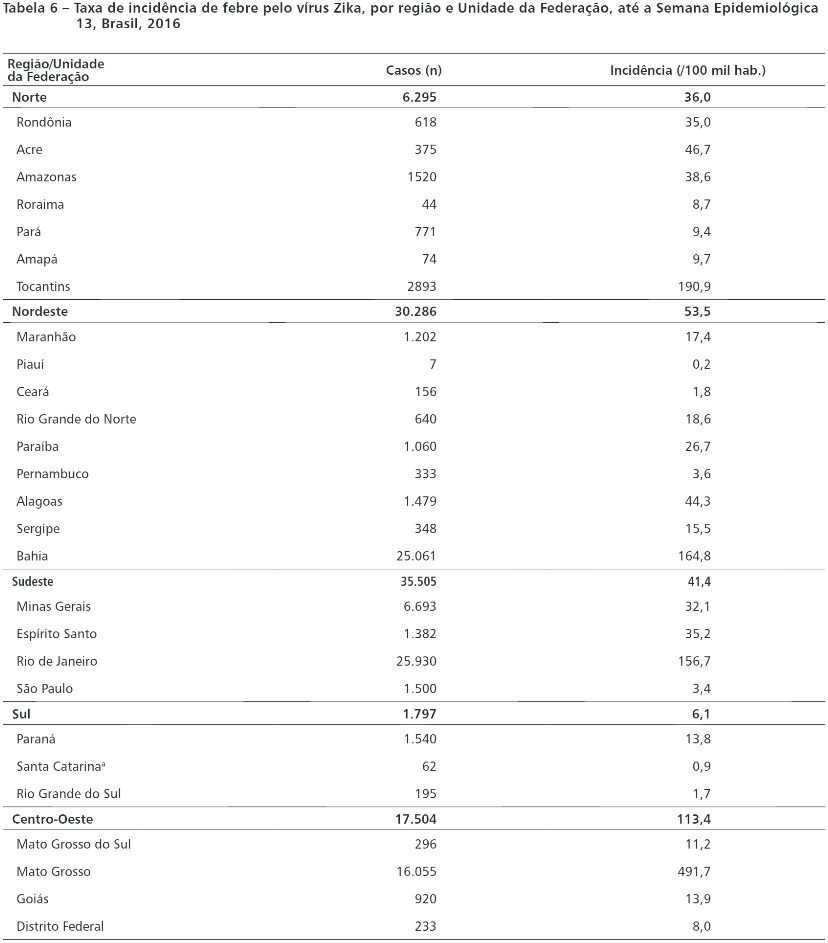 Tabela 6 – Taxa de incidência de febre pelo vírus Zika, por região e Unidade da Federação, até a Semana Epidemiológica
13, Brasil, 2016
Região/Unidade
da Federação Casos (n) Incidência (/100 mil hab.)
Norte 6.295 36,0
Rondônia 618 35,0
Acre 375 46,7
Amazonas 1520 38,6
Roraima 44 8,7
Pará 771 9,4
Amapá 74 9,7
Tocantins 2893 190,9
Nordeste 30.286 53,5
Maranhão 1.202 17,4
Piauí 7 0,2
Ceará 156 1,8
Rio Grande do Norte 640 18,6
Paraíba 1.060 26,7
Pernambuco 333 3,6
Alagoas 1.479 44,3
Sergipe 348 15,5
Bahia 25.061 164,8
Sudeste 35.505 41,4
Minas Gerais 6.693 32,1
Espírito Santo 1.382 35,2
Rio de Janeiro 25.930 156,7
São Paulo 1.500 3,4
Sul 1.797 6,1
Paraná 1.540 13,8
Santa Catarinaª 62 0,9
Rio Grande do Sul 195 1,7
Centro-Oeste 17.504 113,4
Mato Grosso do Sul 296 11,2
Mato Grosso 16.055 491,7
Goiás 920 13,9
Distrito Federal 233 8,0